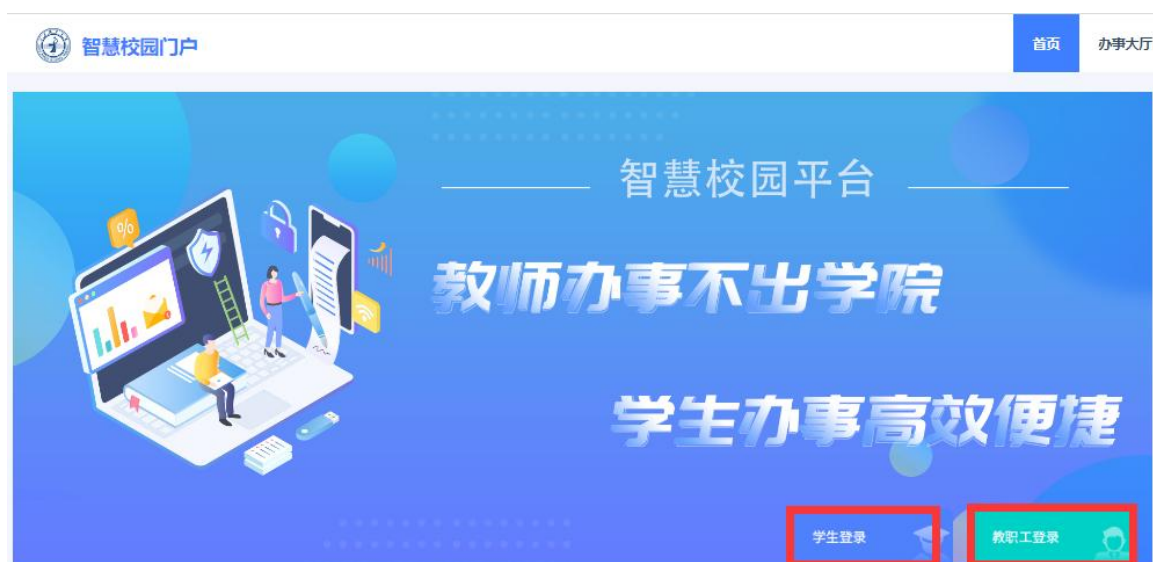 智慧校园门户
首页 办事大厅
智慧校园平台
%
教师办事不出学院
学生办事高效便捷
学生登录
教职工登录